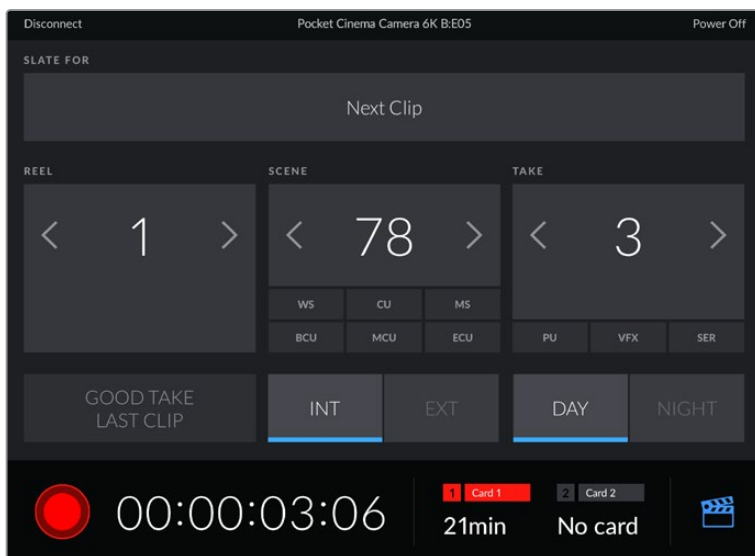 Disconnect Pocket Cinema Camera 6K B:E05 Power Off
SLATE FOR
Next Clip
REEL SCENE TAKE
1 78 3
WS CU MS
BCU MCU ECU PU VFX SER
GOOD TAKE
LAST CLIP
INT EXT DAY NIGHT
00:00:03:06
1 Card 1 2 Card 2
21min No card